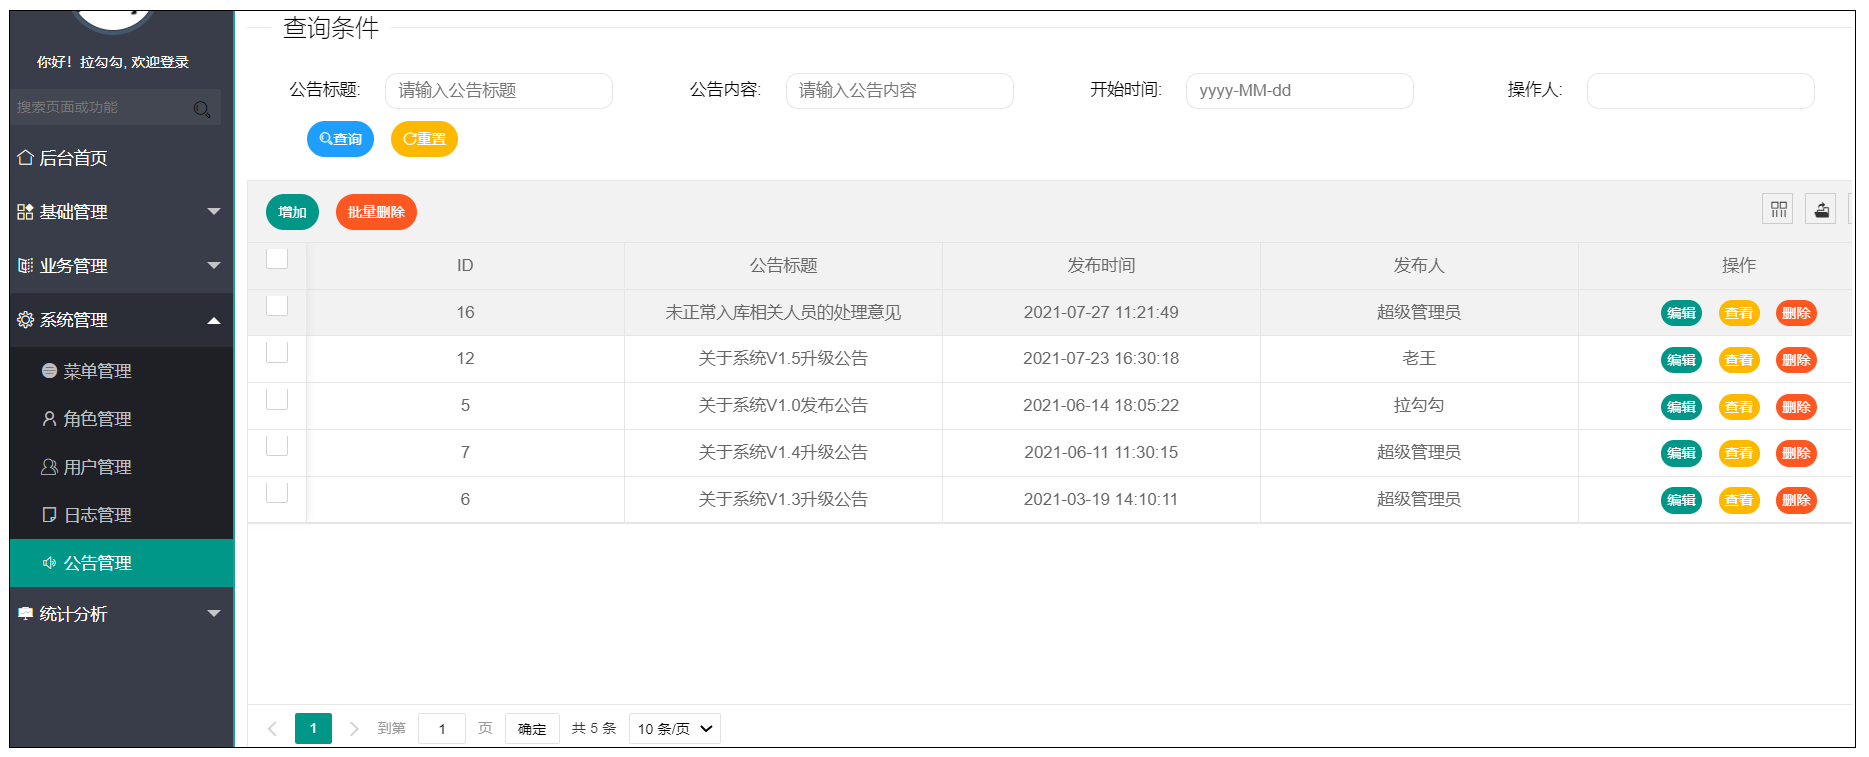 你好！拉勾勾, 欢迎登录
搜索页面或功能
后台首页
基础管理
业务管理
系统管理
菜单管理
角色管理
用户管理
日志管理
公告管理
统计分析
查询条件
公告标题: 请输入公告标题 公告内容: 请输入公告内容 开始时间: yyyy-MM-dd 操作人:
查询 重置
增加 批量删除
ID 公告标题 发布时间 发布人 操作
16 未正常入库相关人员的处理意见 2021-07-27 11:21:49 超级管理员 编辑 查看 删除
12 关于系统V1.5升级公告 2021-07-23 16:30:18 老王 编辑 查看 删除
5 关于系统V1.0发布公告 2021-06-14 18:05:22 拉勾勾 编辑 查看 删除
7 关于系统V1.4升级公告 2021-06-11 11:30:15 超级管理员 编辑 查看 删除
6 关于系统V1.3升级公告 2021-03-19 14:10:11 超级管理员 编辑 查看 删除
1 到第 1 页 确定 共 5 条 10 条/页